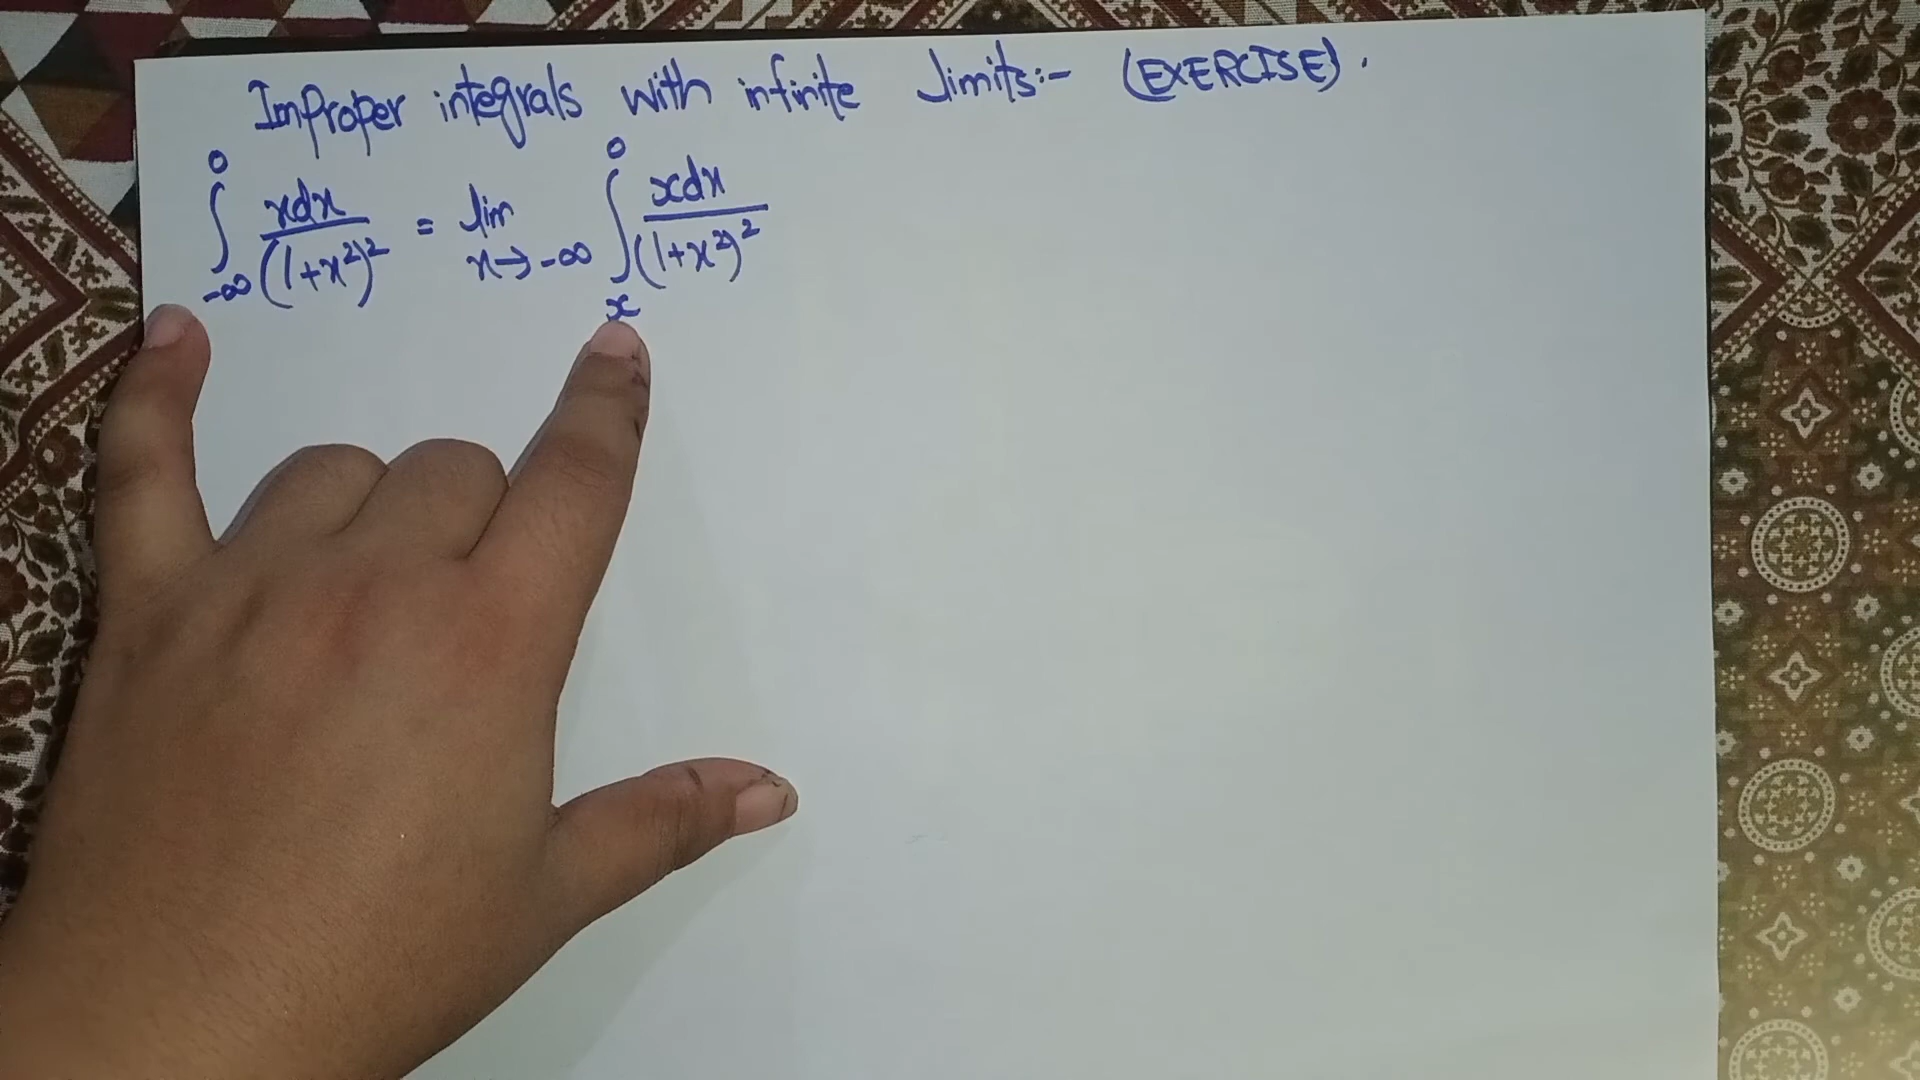 Improper integrals with infinite limits:- (EXERCISE).
∫_{-∞}^{0} xdx/(1+x²)² = lim_{x→-∞} ∫_{x}^{0} xdx/(1+x²)²